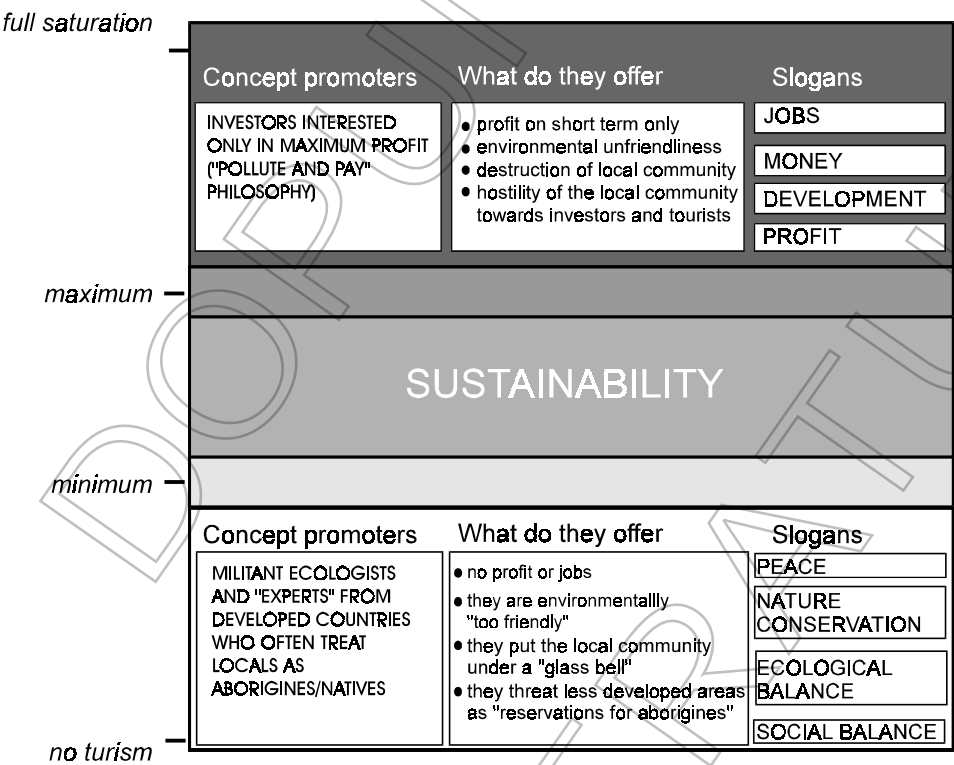 full saturation
Concept promoters
What do they offer
Slogans
INVESTORS INTERESTED
ONLY IN MAXIMUM PROFIT
("POLLUTE AND PAY"
PHILOSOPHY)
• profit on short term only
• environmental unfriendliness
• destruction of local community
• hostility of the local community
towards investors and tourists
JOBS
MONEY
DEVELOPMENT
PROFIT
maximum
SUSTAINABILITY
minimum
Concept promoters
What do they offer
Slogans
MILITANT ECOLOGISTS
AND "EXPERTS" FROM
DEVELOPED COUNTRIES
WHO OFTEN TREAT
LOCALS AS
ABORIGINES/NATIVES
• no profit or jobs
• they are environmentallly
"too friendly"
• they put the local community
under a "glass bell"
• they threat less developed areas
as "reservations for aborigines"
PEACE
NATURE
CONSERVATION
ECOLOGICAL
BALANCE
SOCIAL BALANCE
no turism